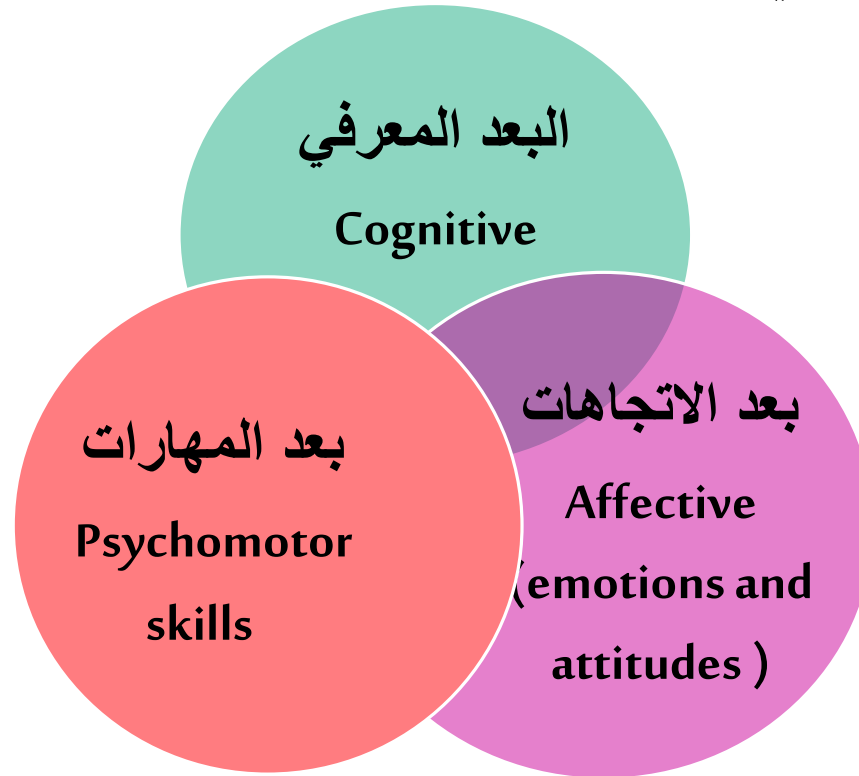 البعد المعرفي
Cognitive
بعد المهارات
Psychomotor
skills
بعد الاتجاهات
Affective
(emotions and
attitudes )